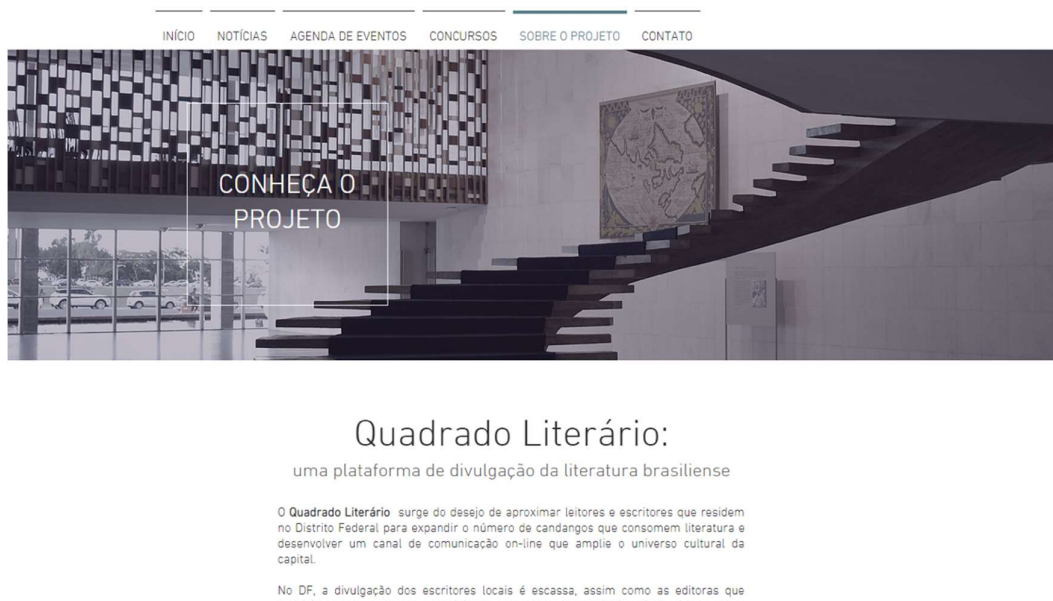 INÍCIO NOTÍCIAS AGENDA DE EVENTOS CONCURSOS SOBRE O PROJETO CONTATO
CONHEÇA O
PROJETO
Quadrado Literário:
uma plataforma de divulgação da literatura brasiliense
O Quadrado Literário surge do desejo de aproximar leitores e escritores que residem
no Distrito Federal para expandir o número de candangos que consomem literatura e
desenvolver um canal de comunicação on-line que amplie o universo cultural da
capital.
No DF, a divulgação dos escritores locais é escassa, assim como as editoras que